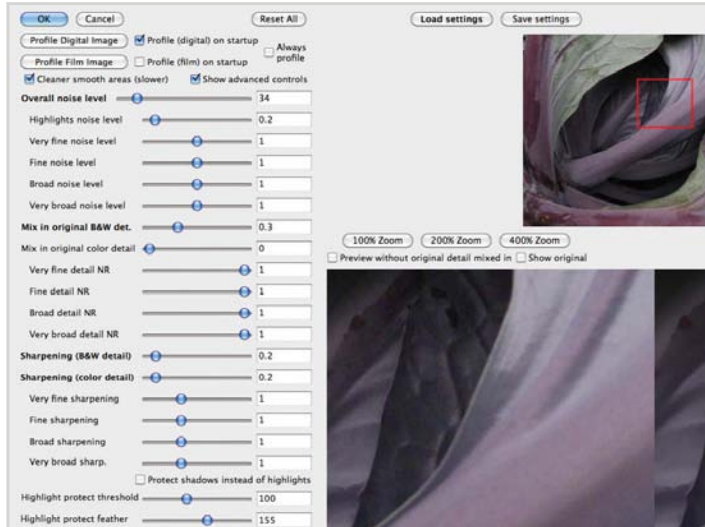 OK Cancel Reset All Load settings Save settings
Profile Digital Image Profile (digital) on startup
Always profile
Profile Film Image Profile (film) on startup
Cleaner smooth areas (slower) Show advanced controls
Overall noise level 34
Highlights noise level 0.2
Very fine noise level 1
Fine noise level 1
Broad noise level 1
Very broad noise level 1
Mix in original B&W det. 0.3
100% Zoom 200% Zoom 400% Zoom
Mix in original color detail 0
Preview without original detail mixed in Show original
Very fine detail NR 1
Fine detail NR 1
Broad detail NR 1
Very broad detail NR 1
Sharpening (B&W detail) 0.2
Sharpening (color detail) 0.2
Very fine sharpening 1
Fine sharpening 1
Broad sharpening 1
Very broad sharp. 1
Protect shadows instead of highlights
Highlight protect threshold 100
Highlight protect feather 155